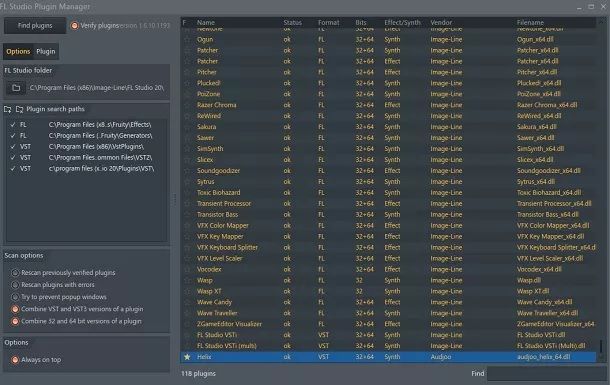 FL Studio Plugin Manager
Find plugins
Verify plugins version 1.6.10.1193
Options Plugin
FL Studio folder
C:\Program Files (x86)\Image-Line\FL Studio 20\
Plugin search paths
FL C:\Program Files (x8..s\Fruity\Effects\
FL C:\Program Files (..Fruity\Generators\
VST C:\Program Files (x86)\VstPlugins\
VST C:\Program Files..ommon Files\VST2\
VST c:\program files (x..io 20\Plugins\VST\
Scan options
Rescan previously verified plugins
Rescan plugins with errors
Try to prevent popup windows
Combine VST and VST3 versions of a plugin
Combine 32 and 64 bit versions of a plugin
Options
Always on top
F Name Status Format Bits Effect/Synth Vendor Filename
Newtone ok FL 32+64 Effect Image-Line Newtone_x64.dll
Ogun ok FL 32+64 Synth Image-Line Ogun_x64.dll
Patcher ok FL 32+64 Synth Image-Line Patcher_x64.dll
Patcher ok FL 32+64 Effect Image-Line Patcher_x64.dll
Pitcher ok FL 32+64 Effect Image-Line Pitcher_x64.dll
Plucked! ok FL 32+64 Synth Image-Line Plucked!_x64.dll
PoiZone ok FL 32+64 Synth Image-Line PoiZone_x64.dll
Razer Chroma ok FL 32+64 Effect Image-Line Razer Chroma_x64.dll
ReWired ok FL 32+64 Synth Image-Line ReWired_x64.dll
Sakura ok FL 32+64 Synth Image-Line Sakura_x64.dll
Sawer ok FL 32+64 Synth Image-Line Sawer_x64.dll
SimSynth ok FL 32+64 Synth Image-Line SimSynth_x64.dll
Slicex ok FL 32+64 Synth Image-Line Slicex_x64.dll
Soundgoodizer ok FL 32+64 Effect Image-Line Soundgoodizer_x64.dll
Sytrus ok FL 32+64 Synth Image-Line Sytrus_x64.dll
Toxic Biohazard ok FL 32+64 Synth Image-Line Toxic Biohazard_x64.dll
Transient Processor ok FL 32+64 Effect Image-Line Transient Processor_x64.dll
Transistor Bass ok FL 32+64 Synth Image-Line Transistor Bass_x64.dll
VFX Color Mapper ok FL 32+64 Effect Image-Line VFX Color Mapper_x64.dll
VFX Key Mapper ok FL 32+64 Effect Image-Line VFX Key Mapper_x64.dll
VFX Keyboard Splitter ok FL 32+64 Effect Image-Line VFX Keyboard Splitter_x64.dll
VFX Level Scaler ok FL 32+64 Effect Image-Line VFX Level Scaler_x64.dll
Vocodex ok FL 32+64 Effect Image-Line Vocodex_x64.dll
Wasp ok FL 32 Synth Image-Line Wasp.dll
Wasp XT ok FL 32 Synth Image-Line Wasp XT.dll
Wave Candy ok FL 32+64 Effect Image-Line Wave Candy_x64.dll
Wave Traveller ok FL 32+64 Synth Image-Line Wave Traveller_x64.dll
ZGameEditor Visualizer ok FL 32+64 Effect Image-Line ZGameEditor Visualizer_x64.dll
FL Studio VSTi ok VST 32+64 Synth Image-Line FL Studio VSTi.dll
FL Studio VSTi (multi) ok VST 32+64 Synth Image-Line FL Studio VSTi (Multi).dll
Helix ok VST 32+64 Synth Audjoo audjoo_helix_64.dll
118 plugins
Find